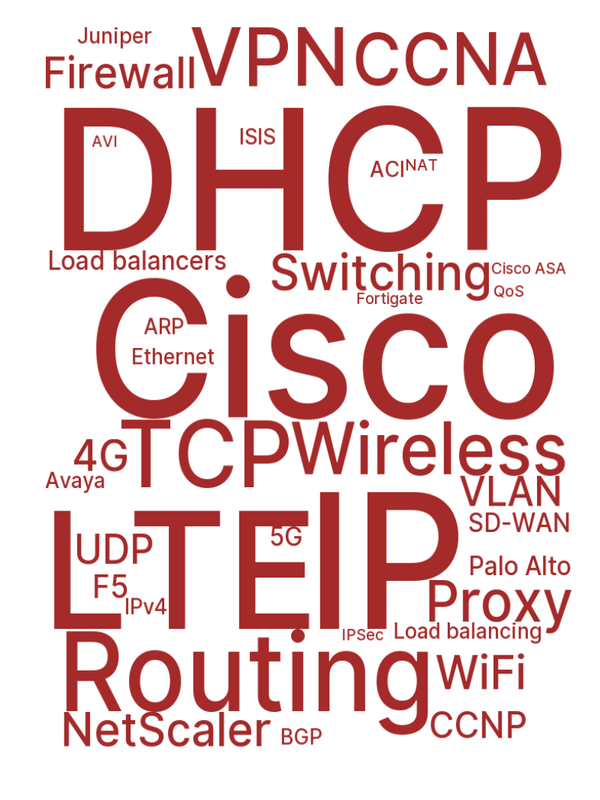 Juniper
Firewall
VPN
CCNA
DHCP
AVI
ISIS
ACI
NAT
Load balancers
Switching
Cisco ASA
QoS
Fortigate
Cisco
ARP
Ethernet
4G
TCP
Wireless
Avaya
VLAN
SD-WAN
LTE
IP
UDP
5G
F5
IPv4
Palo Alto
Proxy
IPSec
Load balancing
Routing
WiFi
NetScaler
BGP
CCNP